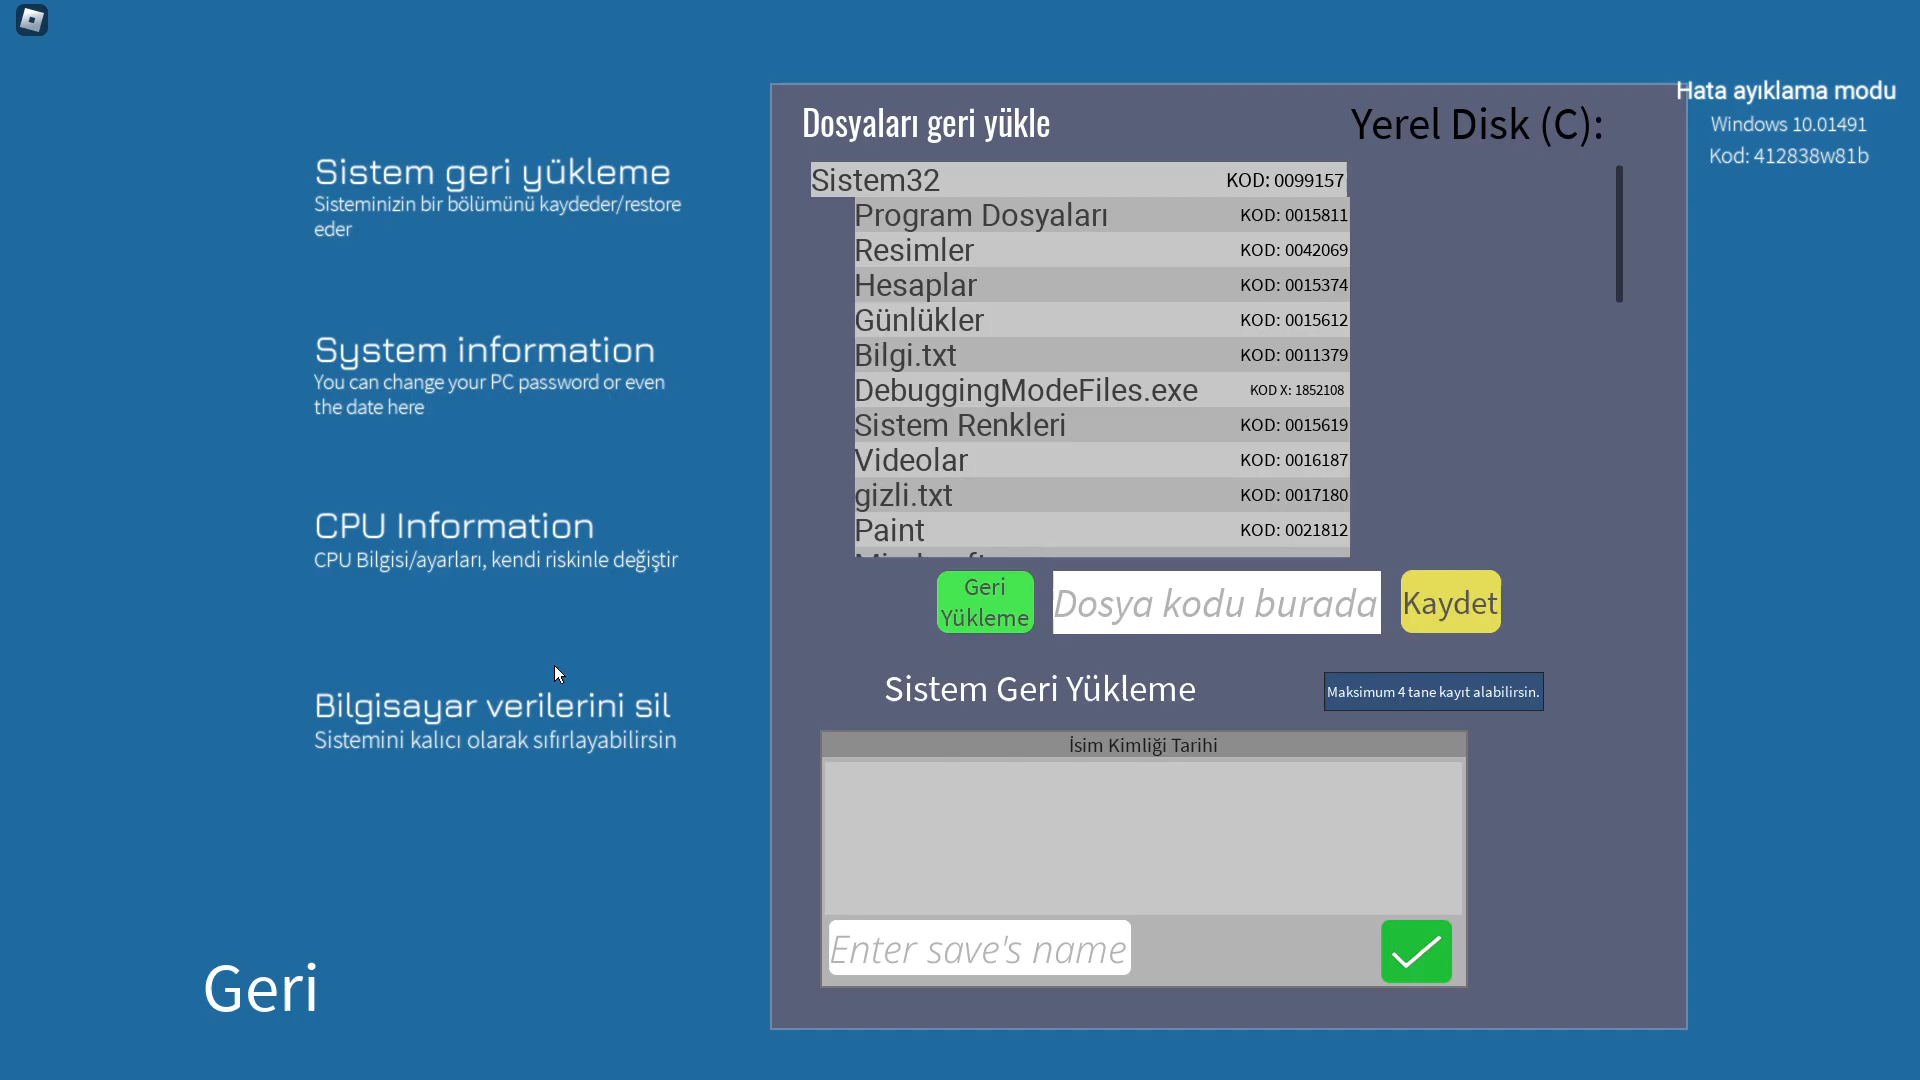 Sistem geri yükleme
Sisteminizin bir bölümünü kaydeder/restore
eder
System information
You can change your PC password or even
the date here
CPU Information
CPU Bilgisi/ayarları, kendi riskinle değiştir
Bilgisayar verilerini sil
Sistemini kalıcı olarak sıfırlayabilirsin
Geri
Dosyaları geri yükle
Yerel Disk (C):
Sistem32 KOD: 0099157
Program Dosyaları KOD: 0015811
Resimler KOD: 0042069
Hesaplar KOD: 0015374
Günlükler KOD: 0015612
Bilgi.txt KOD: 0011379
DebuggingModeFiles.exe KOD X: 1852108
Sistem Renkleri KOD: 0015619
Videolar KOD: 0016187
gizli.txt KOD: 0017180
Paint KOD: 0021812
Geri
Yükleme
Dosya kodu burada
Kaydet
Sistem Geri Yükleme
Maksimum 4 tane kayıt alabilirsin.
İsim Kimliği Tarihi
Enter save's name
Hata ayıklama modu
Windows 10.01491
Kod: 412838w81b